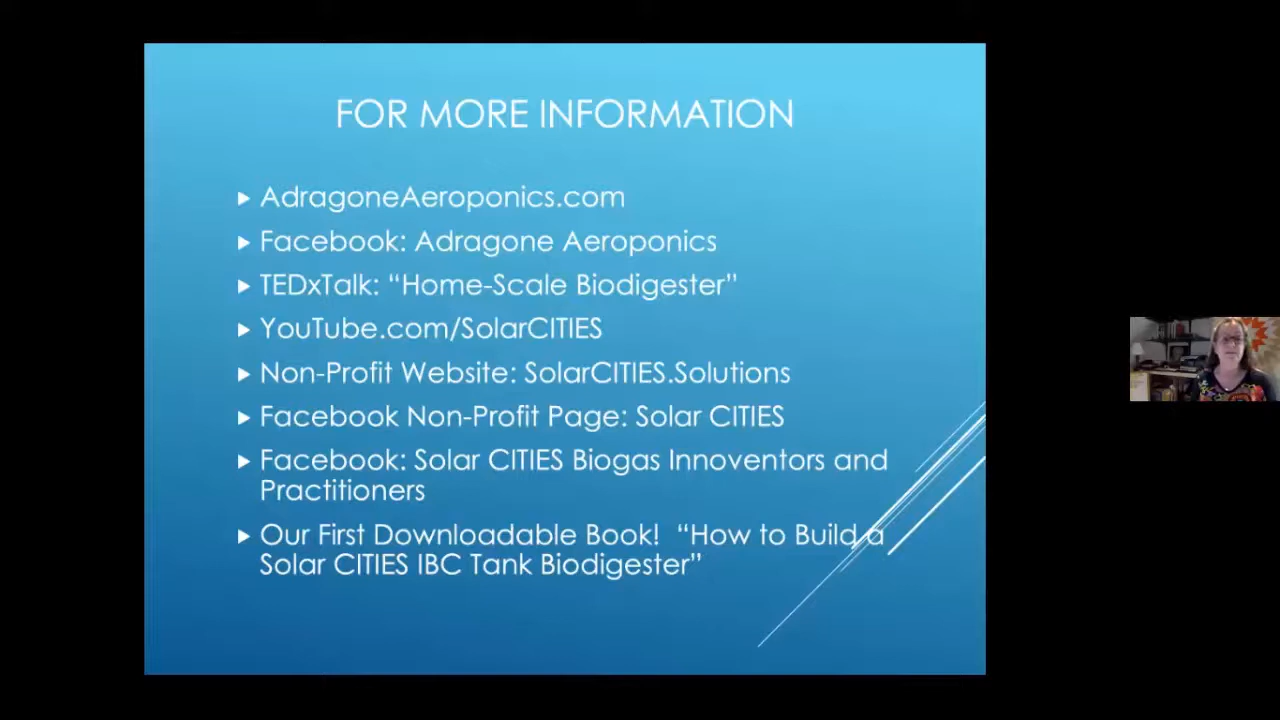 FOR MORE INFORMATION
AdragoneAeroponics.com
Facebook: Adragone Aeroponics
TEDxTalk: “Home-Scale Biodigester”
YouTube.com/SolarCITIES
Non-Profit Website: SolarCITIES.Solutions
Facebook Non-Profit Page: Solar CITIES
Facebook: Solar CITIES Biogas Innoventors and
Practitioners
Our First Downloadable Book!  “How to Build a
Solar CITIES IBC Tank Biodigester”